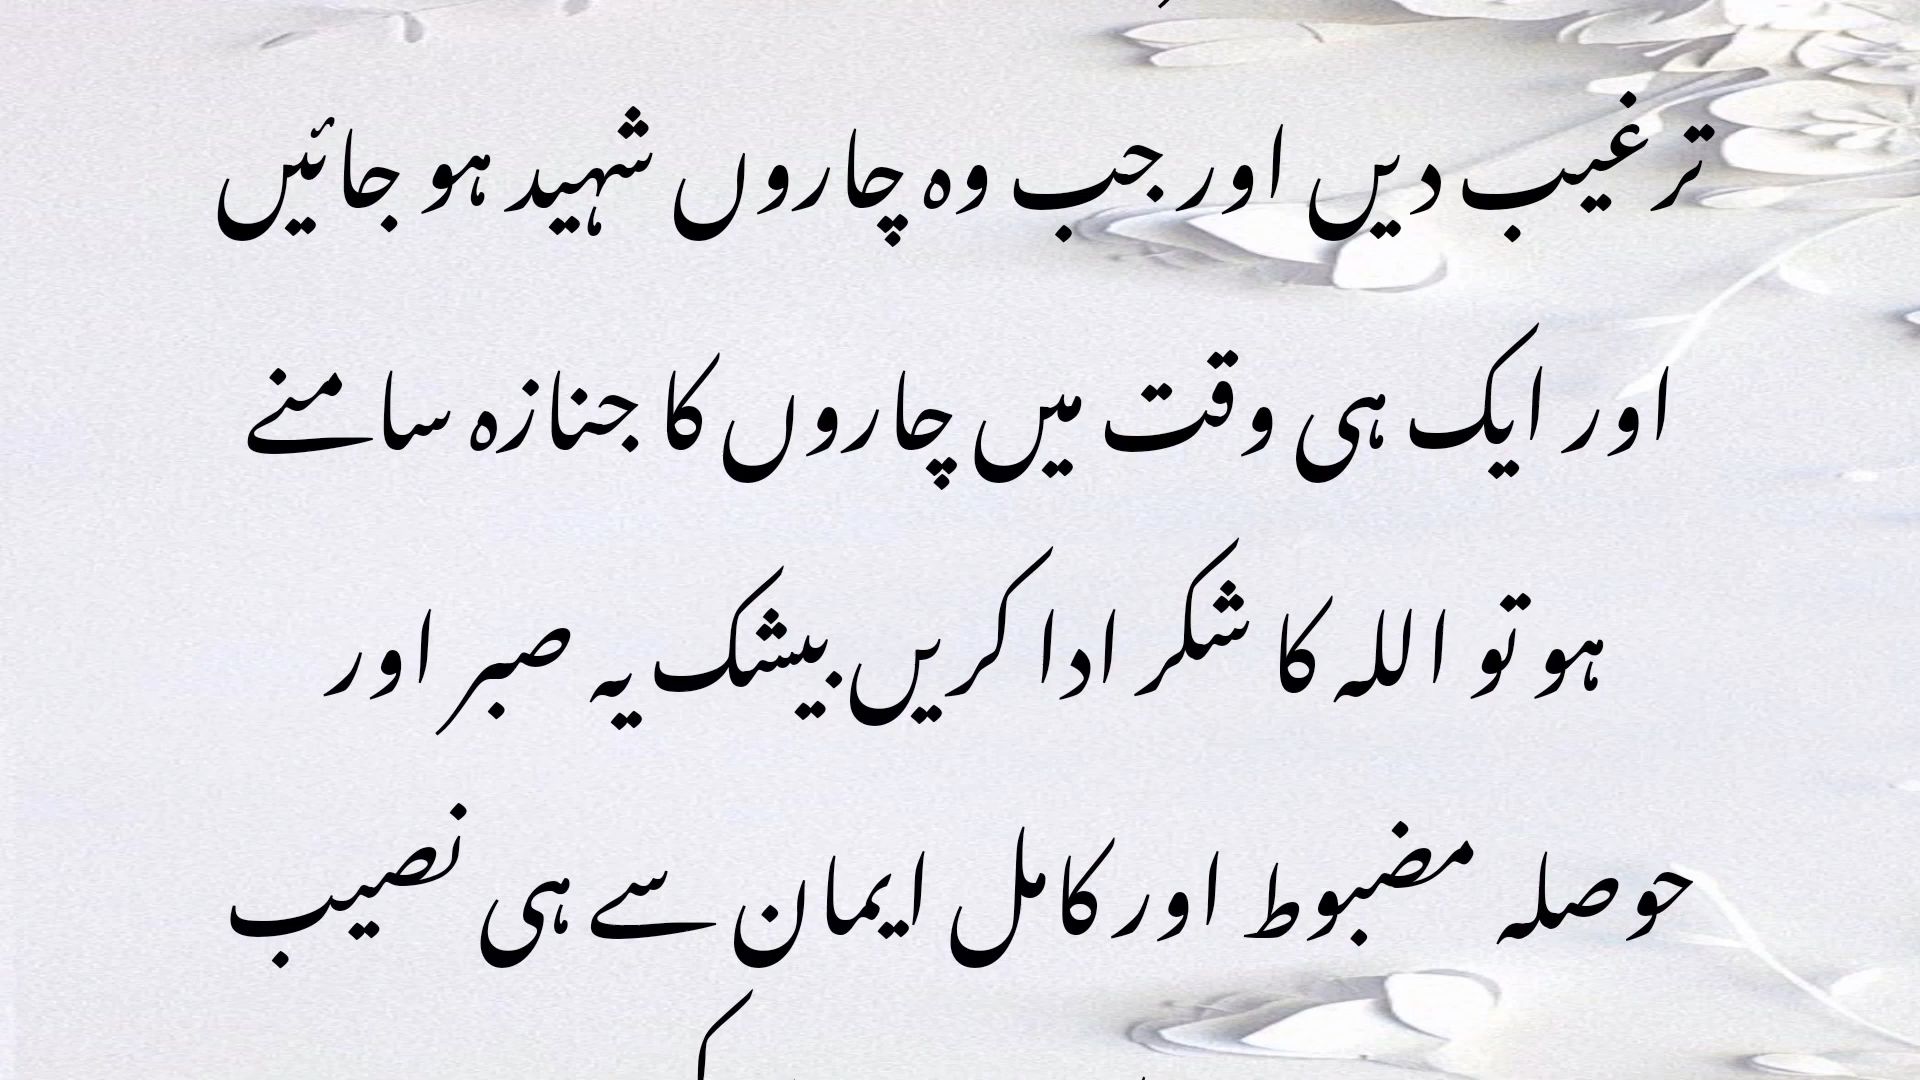 ترغیب دیں اور جب وہ چاروں شہید ہو جائیں
اور ایک ہی وقت میں چاروں کا جنازہ سامنے
ہو تو اللہ کا شکر ادا کریں بیشک یہ صبر اور
حوصلہ مضبوط اور کامل ایمان سے ہی نصیب